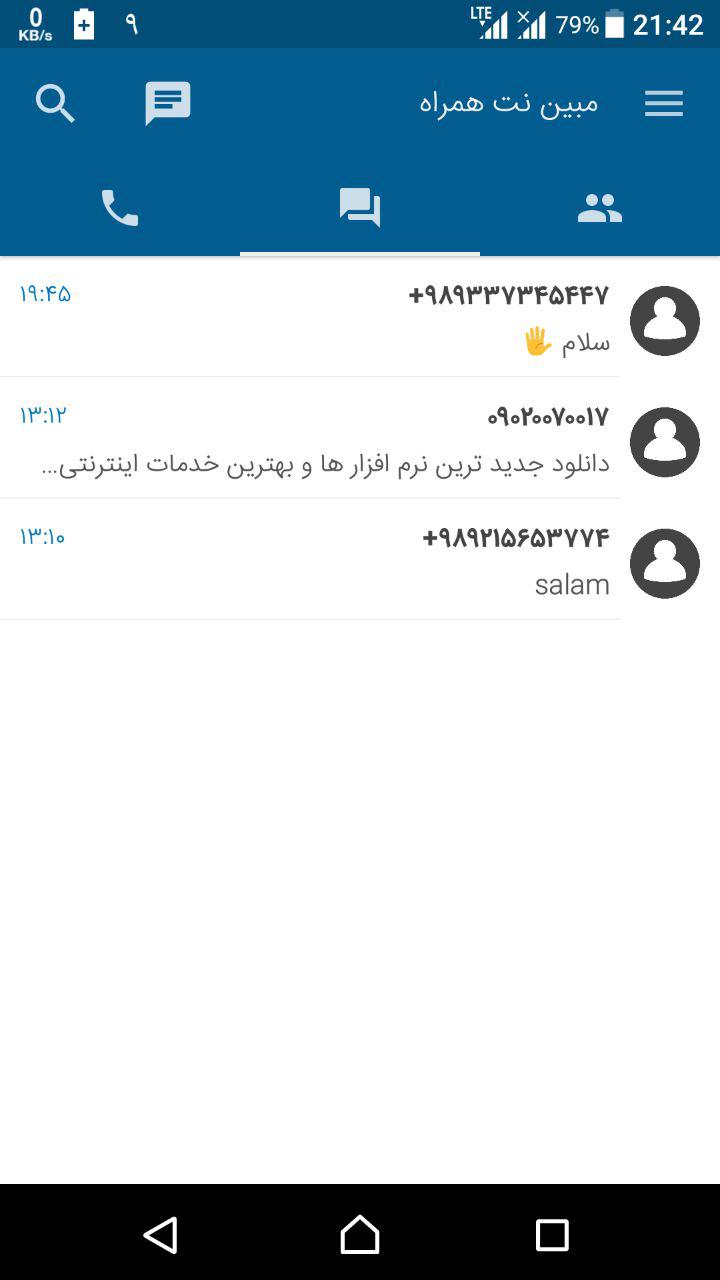 0
KB/s
۹
LTE
79%
21:42
مبین نت همراه
+۹۸۹۳۳۷۳۴۵۴۴۷
۱۹:۴۵
سلام 🖐
۰۹۰۲۰۰۷۰۰۱۷
۱۳:۱۲
دانلود جدید ترین نرم افزار ها و بهترین خدمات اینترنتی...
+۹۸۹۲۱۵۶۵۳۷۷۴
۱۳:۱۰
salam